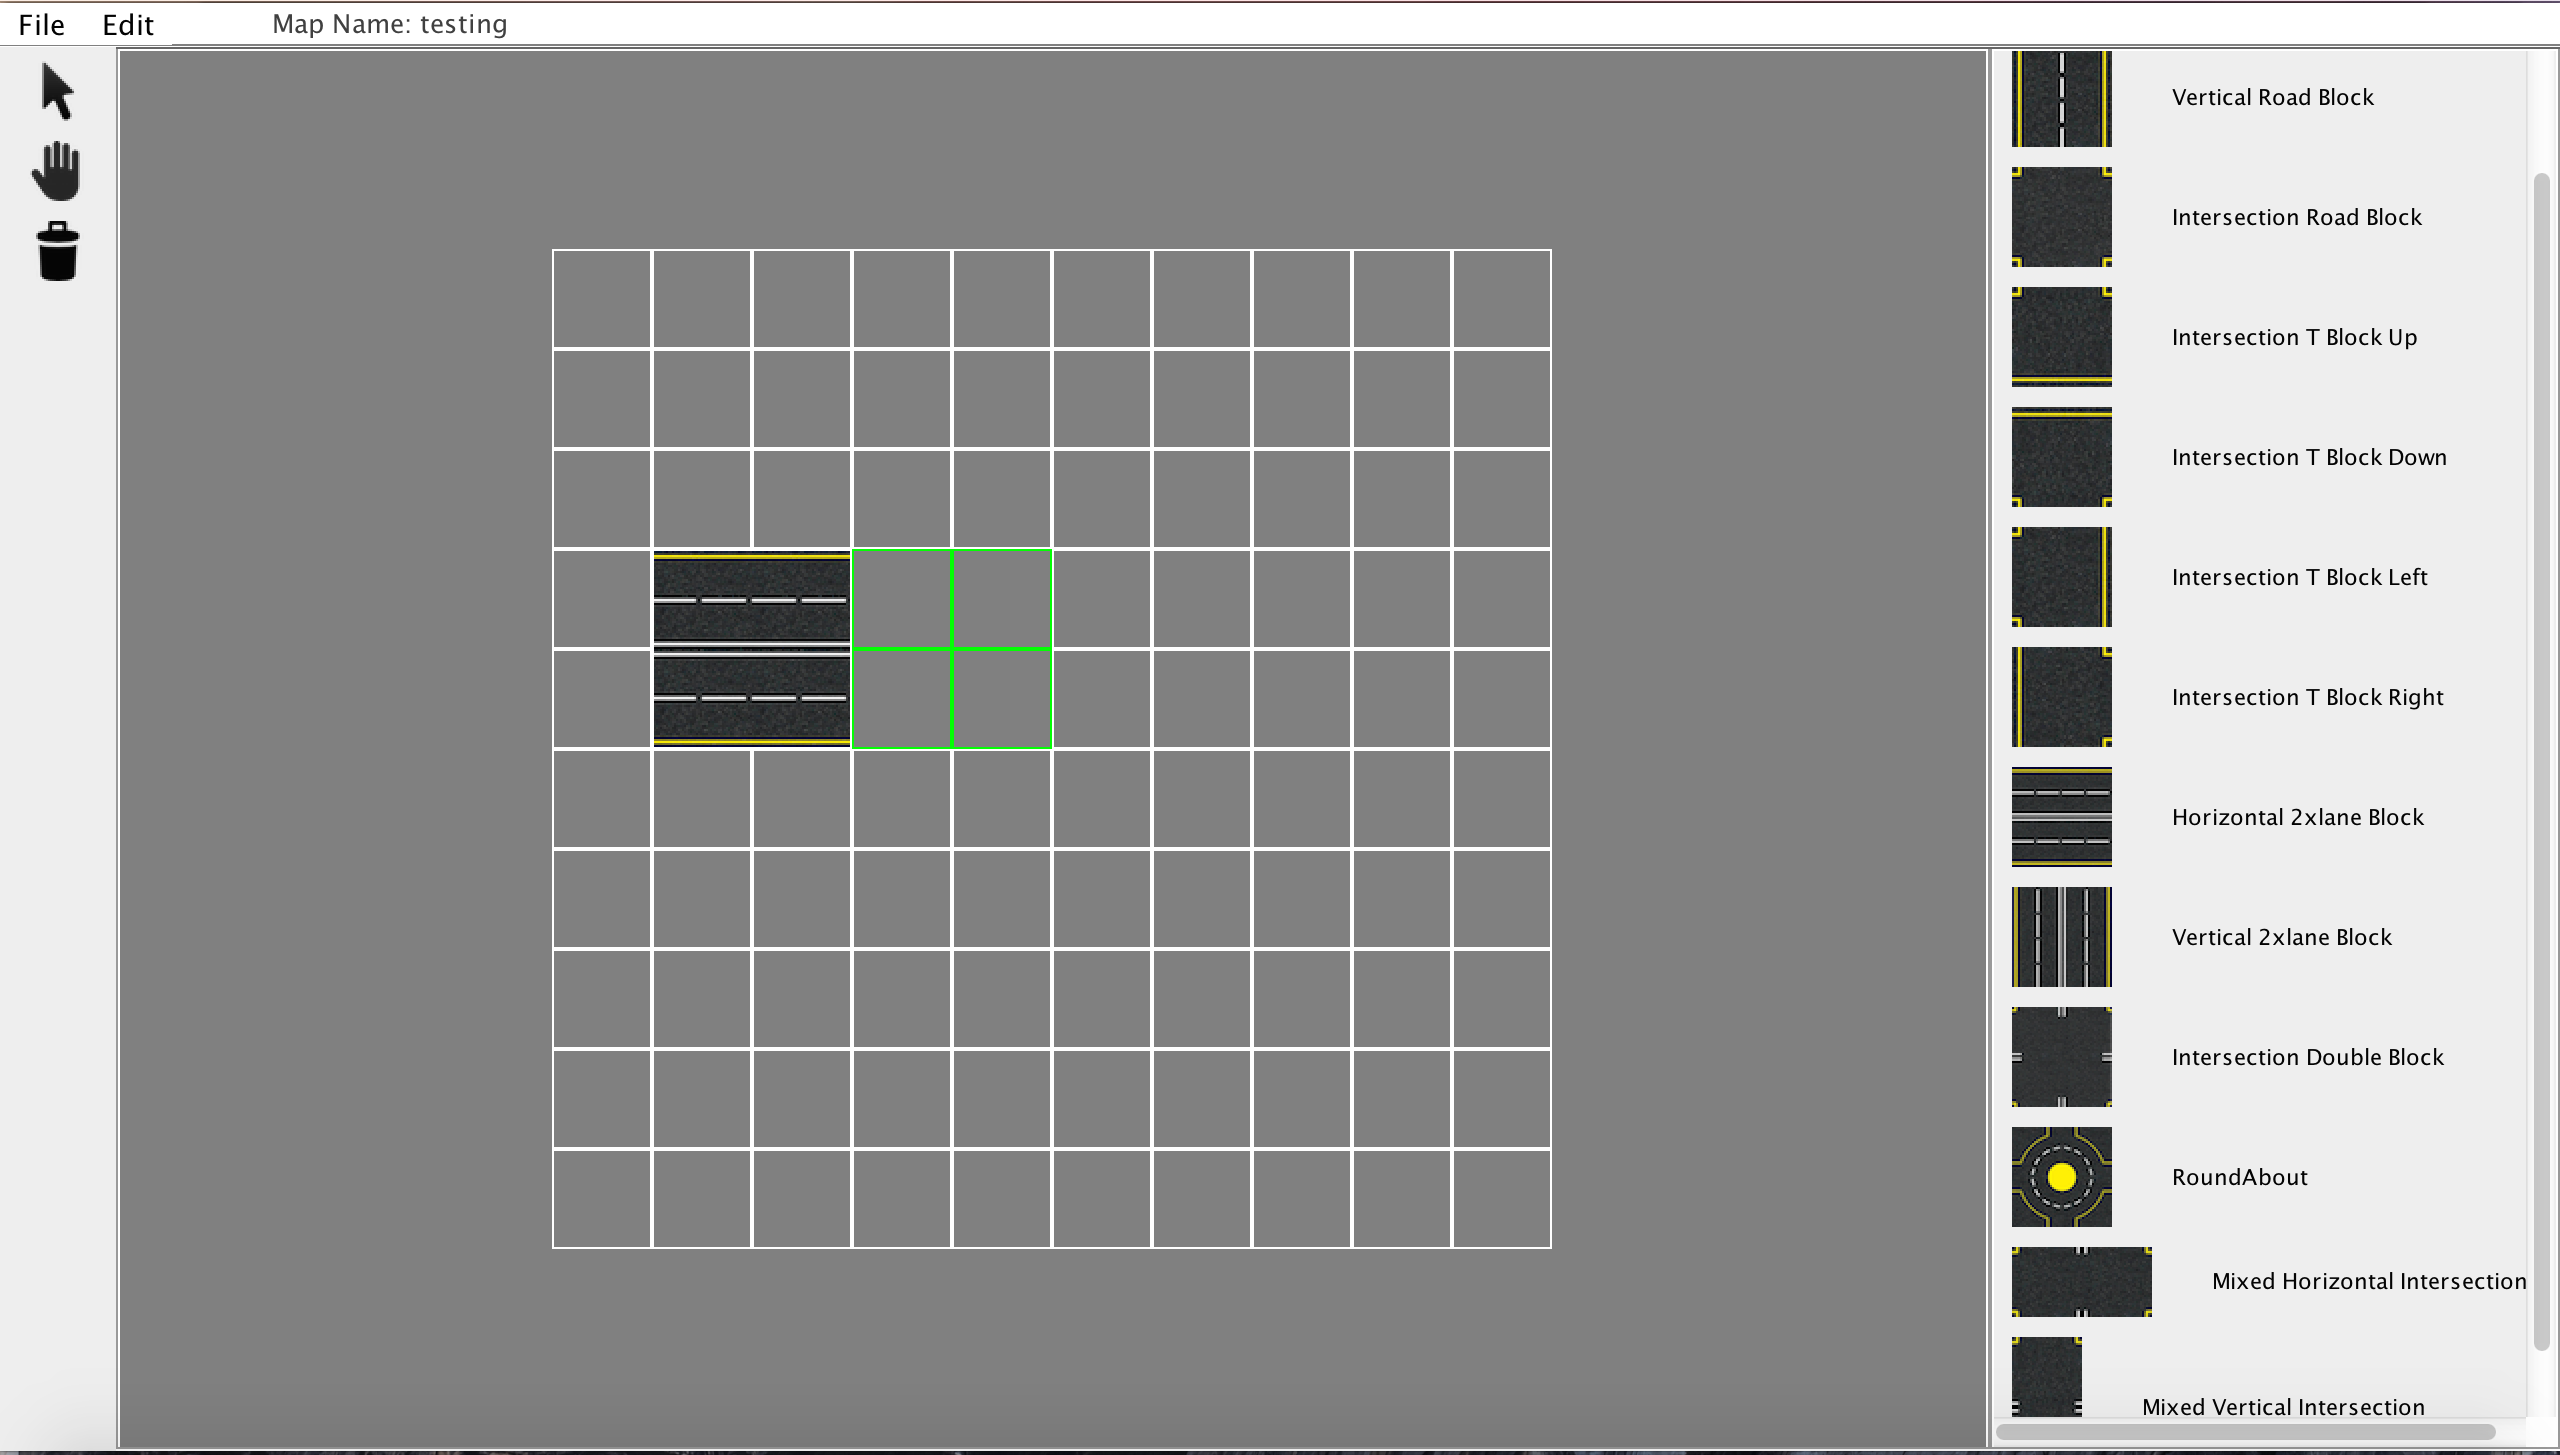 File Edit Map Name: testing
Vertical Road Block
Intersection Road Block
Intersection T Block Up
Intersection T Block Down
Intersection T Block Left
Intersection T Block Right
Horizontal 2xlane Block
Vertical 2xlane Block
Intersection Double Block
RoundAbout
Mixed Horizontal Intersection
Mixed Vertical Intersection